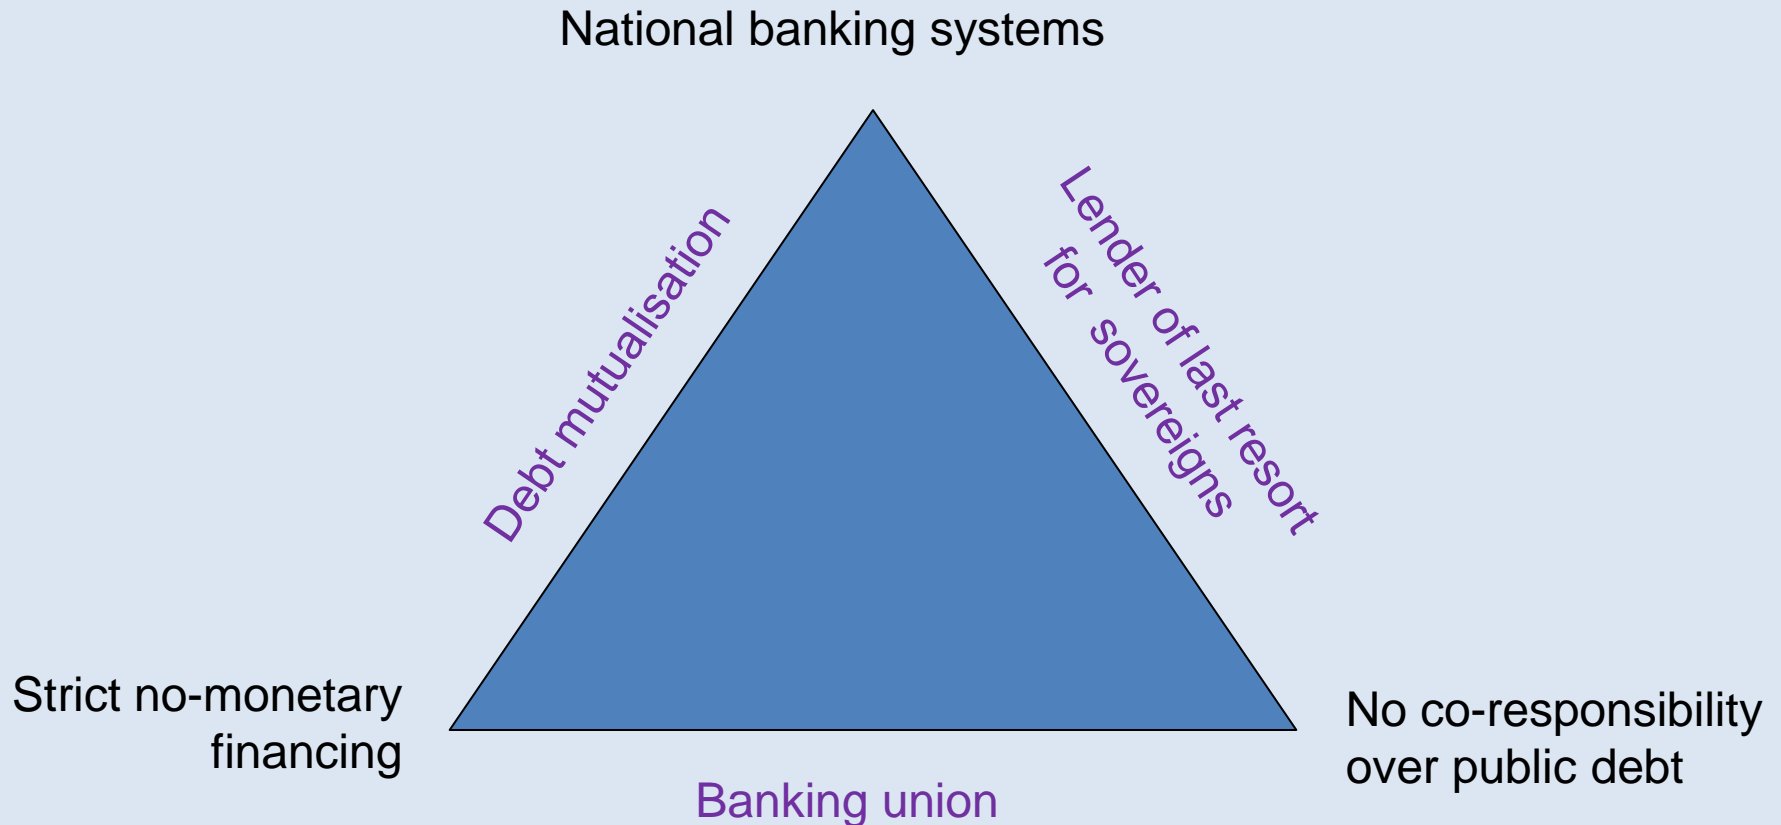 National banking systems
Debt mutualisation
Lender of last resort
for sovereigns
Strict no-monetary
financing
No co-responsibility
over public debt
Banking union